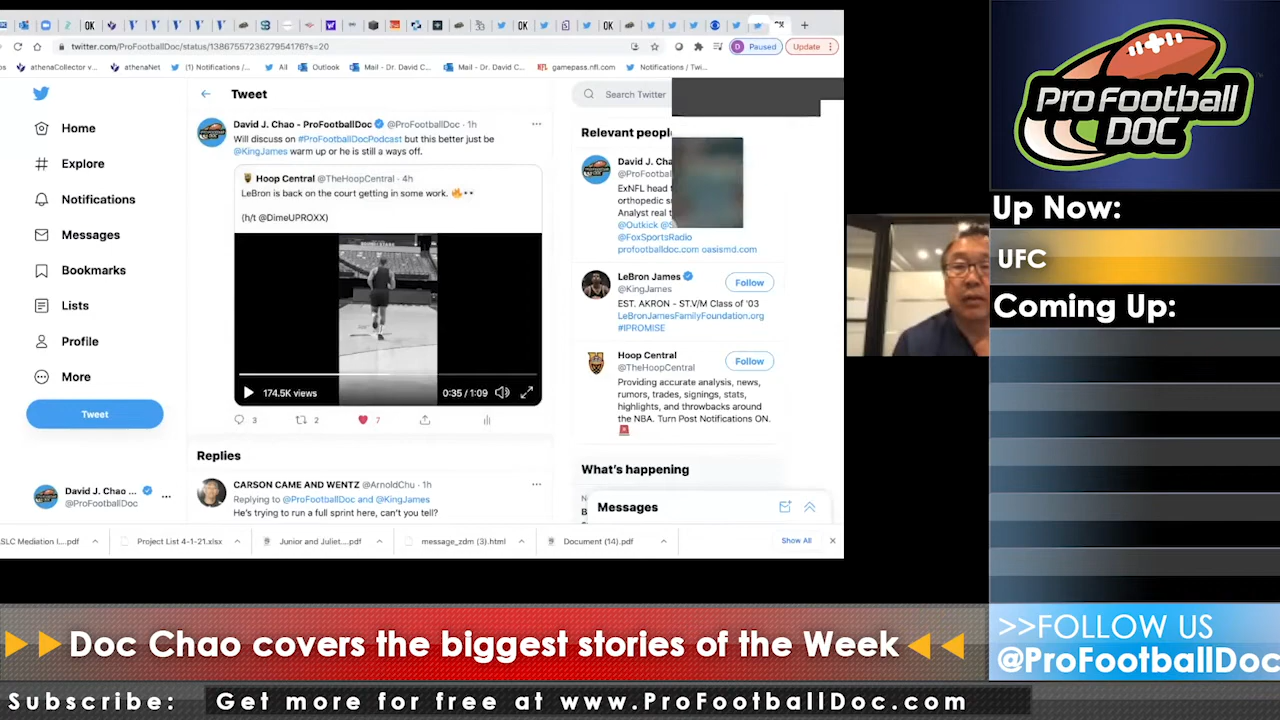 OK
OK
OK
twitter.com/ProFootballDoc/status/1386755723627954176?s=20
Paused
Update
athenaCollector v...
athenaNet
(1) Notifications /...
All
Outlook
Mail - Dr. David C...
Mail - Dr. David C...
gamepass.nfl.com
Notifications / Twi...
Home
Explore
Notifications
Messages
Bookmarks
Lists
Profile
More
Tweet
David J. Chao ...
@ProFootballDoc
Tweet
David J. Chao - ProFootballDoc @ProFootballDoc · 1h
Will discuss on #ProFootballDocPodcast but this better just be
@KingJames warm up or he is still a ways off.
Hoop Central @TheHoopCentral · 4h
LeBron is back on the court getting in some work.
(h/t @DimeUPROXX)
174.5K views
0:35 / 1:09
3
2
7
Replies
CARSON CAME AND WENTZ @ArnoldChu · 1h
Replying to @ProFootballDoc and @KingJames
He's trying to run a full sprint here, can't you tell?
Search Twitter
Relevant peopl
David J. Cha
@ProFootba
ExNFL head
orthopedic s
Analyst real t
@Outkick @S
@FoxSportsRadio
profootballdoc.com oasismd.com
LeBron James
@KingJames
Follow
EST. AKRON - ST.V/M Class of '03
LeBronJamesFamilyFoundation.org
#IPROMISE
Hoop Central
@TheHoopCentral
Follow
Providing accurate analysis, news,
rumors, trades, signings, stats,
highlights, and throwbacks around
the NBA. Turn Post Notifications ON.
What's happening
Messages
SLC Mediation I....pdf
Project List 4-1-21.xlsx
Junior and Juliet....pdf
message_zdm (3).html
Document (14).pdf
Show All
Pro Football
DOC
Up Now:
UFC
Coming Up:
Doc Chao covers the biggest stories of the Week
>>FOLLOW US
@ProFootballDoc
Subscribe: Get more for free at www.ProFootballDoc.com